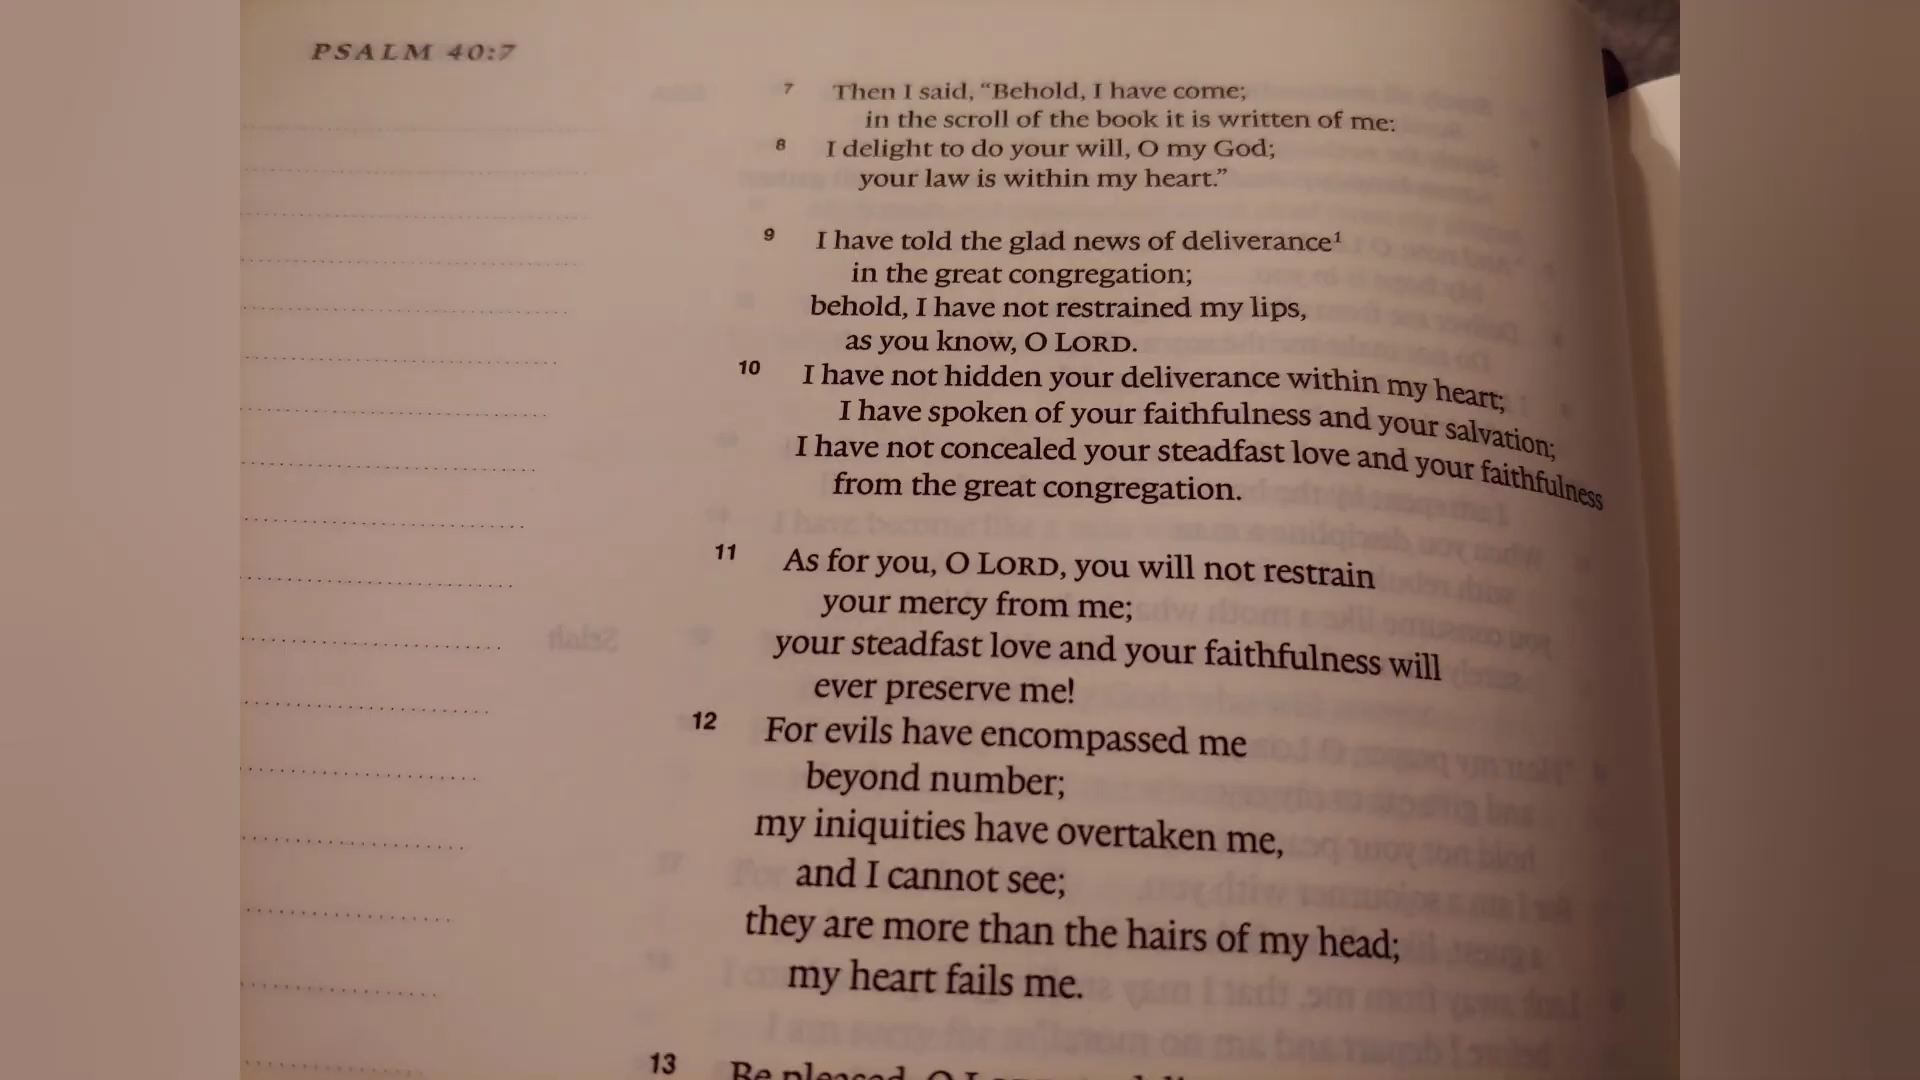 PSALM 40:7
7 Then I said, “Behold, I have come;
in the scroll of the book it is written of me:
8 I delight to do your will, O my God;
your law is within my heart.”
9 I have told the glad news of deliverance¹
in the great congregation;
behold, I have not restrained my lips,
as you know, O LORD.
10 I have not hidden your deliverance within my heart;
I have spoken of your faithfulness and your salvation;
I have not concealed your steadfast love and your faithfulness
from the great congregation.
11 As for you, O LORD, you will not restrain
your mercy from me;
your steadfast love and your faithfulness will
ever preserve me!
12 For evils have encompassed me
beyond number;
my iniquities have overtaken me,
and I cannot see;
they are more than the hairs of my head;
my heart fails me.
13 Be pleased, O LORD